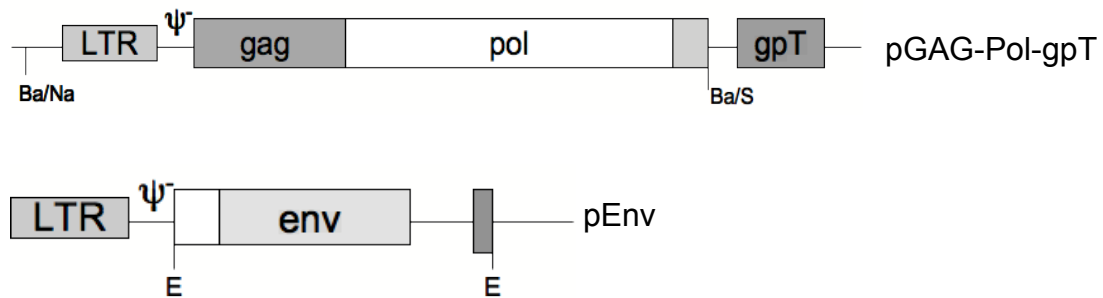 LTR ψ- gag pol gpT pGAG-Pol-gpT
Ba/Na Ba/S
LTR ψ- env pEnv
E E